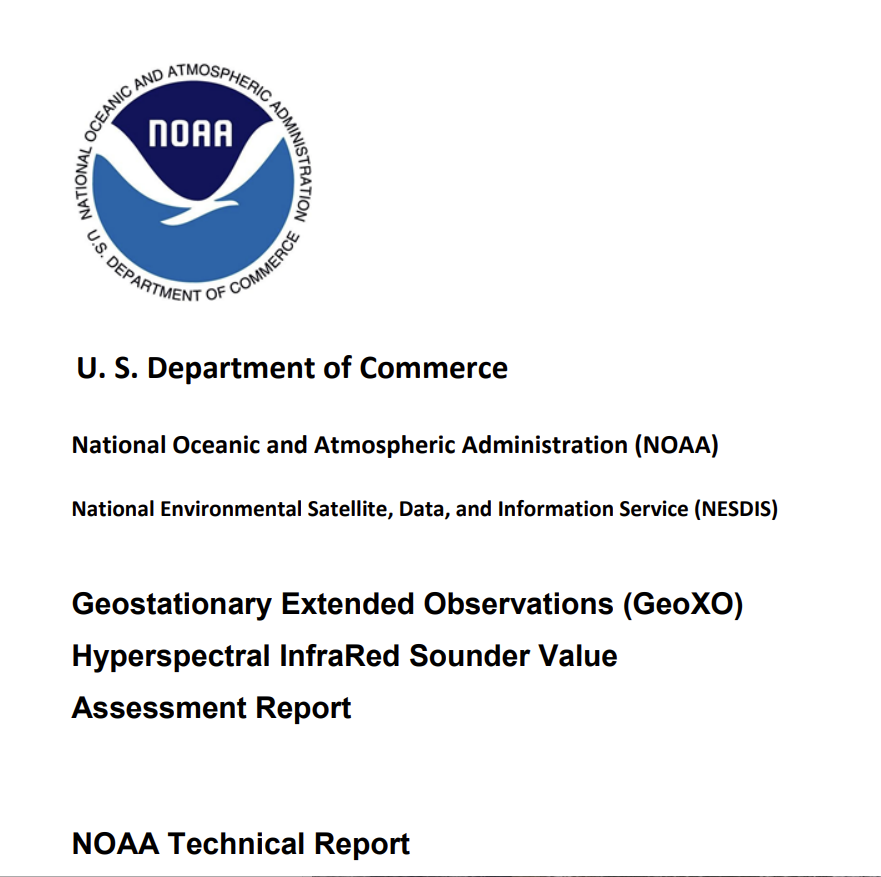 NATIONAL OCEANIC AND ATMOSPHERIC ADMINISTRATION
NOAA
U.S. DEPARTMENT OF COMMERCE
U. S. Department of Commerce
National Oceanic and Atmospheric Administration (NOAA)
National Environmental Satellite, Data, and Information Service (NESDIS)
Geostationary Extended Observations (GeoXO)
Hyperspectral InfraRed Sounder Value
Assessment Report
NOAA Technical Report